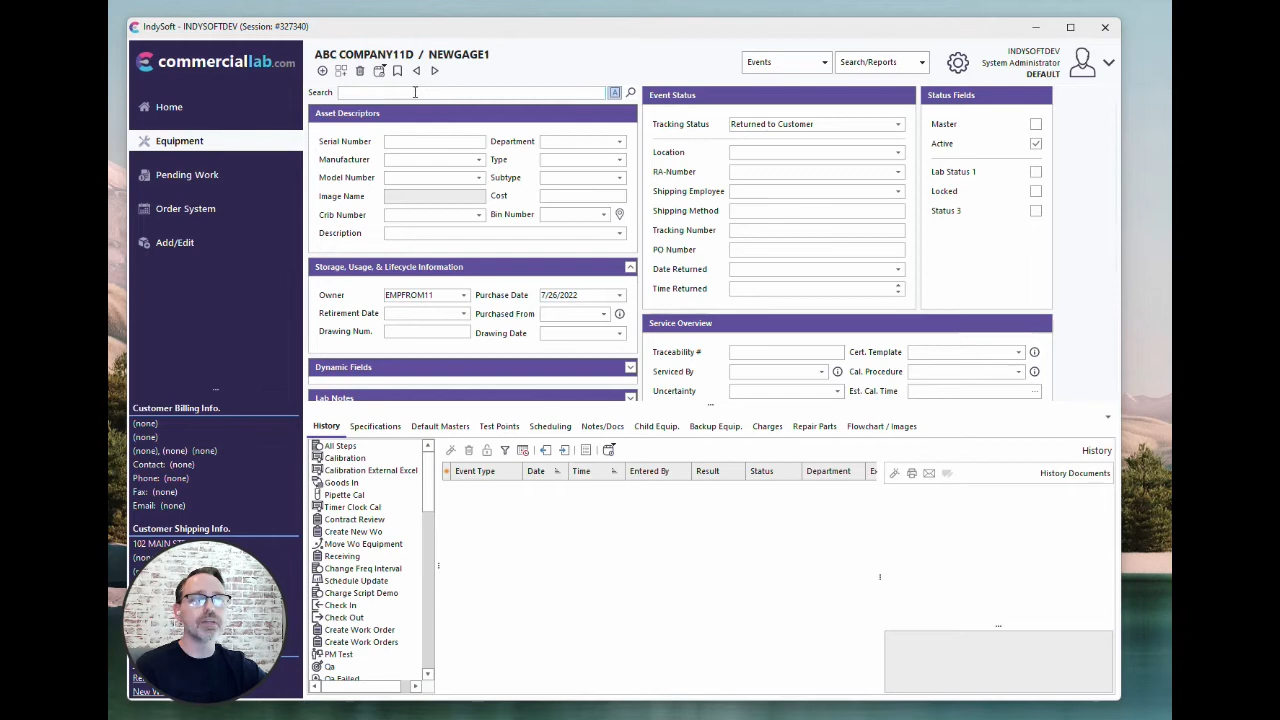 IndySoft - INDYSOFTDEV (Session: #327340)
commerciallab.com
Home
Equipment
Pending Work
Order System
Add/Edit
...
Customer Billing Info.
(none)
(none)
(none), (none) (none)
Contact: (none)
Phone: (none)
Fax: (none)
Email: (none)
Customer Shipping Info.
102 MAIN
New W
ABC COMPANY11D / NEWGAGE1
Events
Search/Reports
INDYSOFTDEV
System Administrator
DEFAULT
Search
A
Asset Descriptors
Serial Number
Department
Manufacturer
Type
Model Number
Subtype
Image Name
Cost
Crib Number
Bin Number
Description
Storage, Usage, & Lifecycle Information
Owner EMPFROM11
Purchase Date 7/26/2022
Retirement Date
Purchased From
Drawing Num.
Drawing Date
Dynamic Fields
Lab Notes
Event Status
Tracking Status Returned to Customer
Location
RA-Number
Shipping Employee
Shipping Method
Tracking Number
PO Number
Date Returned
Time Returned
Status Fields
Master
Active
Lab Status 1
Locked
Status 3
Service Overview
Traceability #
Cert. Template
Serviced By
Cal. Procedure
Uncertainty
Est. Cal. Time
...
History Specifications Default Masters Test Points Scheduling Notes/Docs Child Equip. Backup Equip. Charges Repair Parts Flowchart / Images
All Steps
Calibration
Calibration External Excel
Goods In
Pipette Cal
Timer Clock Cal
Contract Review
Create New Wo
Move Wo Equipment
Receiving
Change Freq Interval
Schedule Update
Charge Script Demo
Check In
Check Out
Create Work Order
Create Work Orders
PM Test
Qa
Qa Failed
History
Event Type Date Time Entered By Result Status Department
History Documents